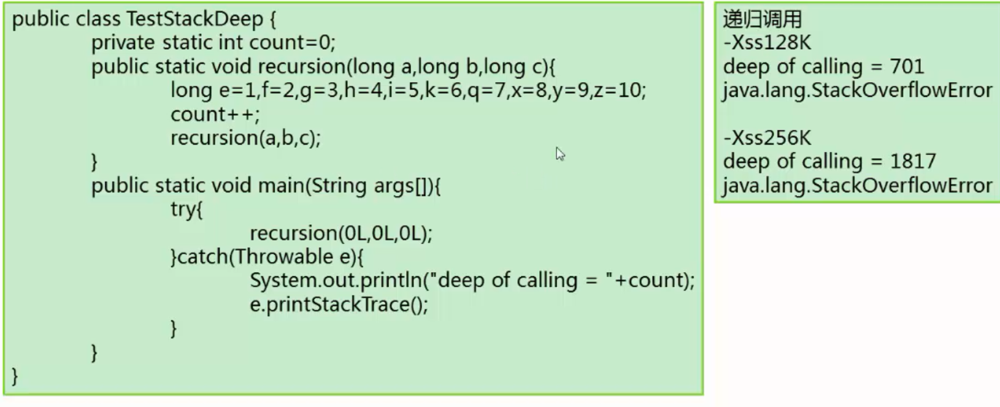 public class TestStackDeep {
private static int count=0;
public static void recursion(long a,long b,long c){
long e=1,f=2,g=3,h=4,i=5,k=6,q=7,x=8,y=9,z=10;
count++;
recursion(a,b,c);
}
public static void main(String args[]){
try{
recursion(0L,0L,0L);
}catch(Throwable e){
System.out.println("deep of calling = "+count);
e.printStackTrace();
}
}
}
递归调用
-Xss128K
deep of calling = 701
java.lang.StackOverflowError
-Xss256K
deep of calling = 1817
java.lang.StackOverflowError